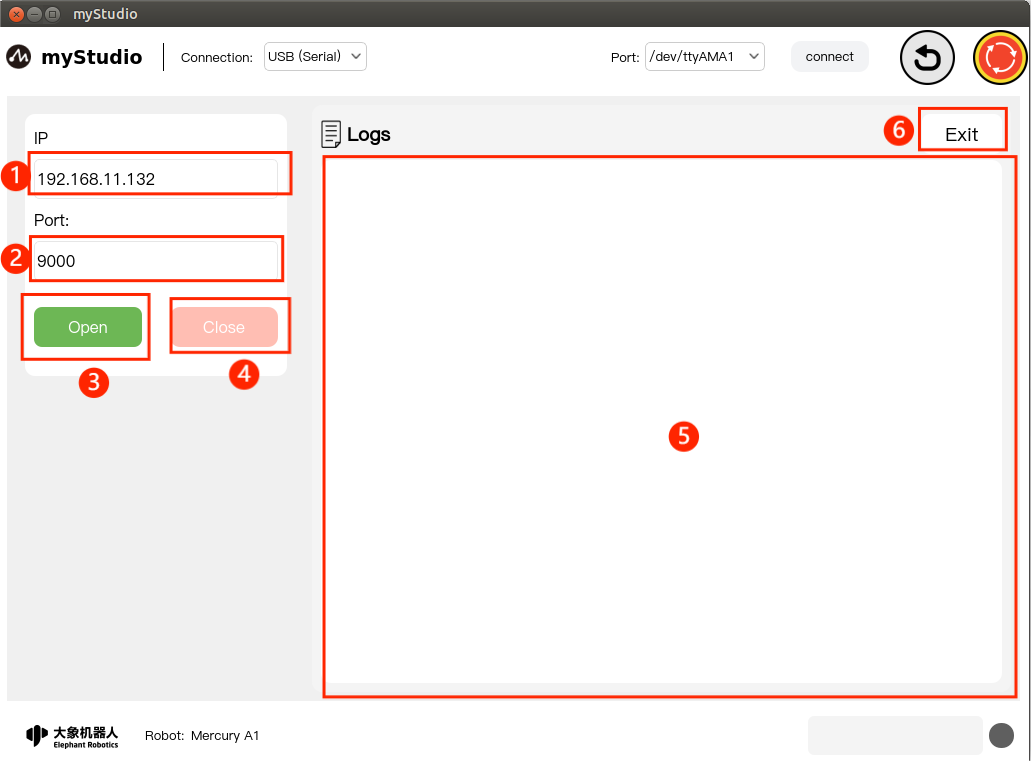 myStudio
myStudio Connection: USB (Serial) Port: /dev/ttyAMA1 connect
IP
1 192.168.11.132
Port:
2 9000
3 Open
4 Close
Logs
6 Exit
5
大象机器人
Elephant Robotics
Robot: Mercury A1